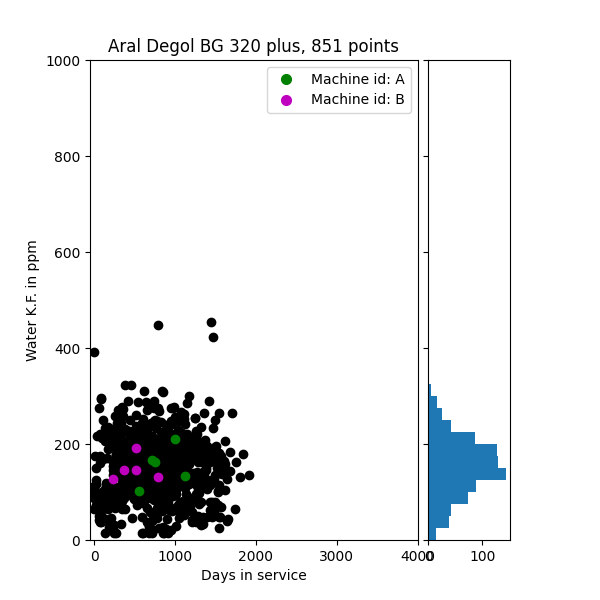 Aral Degol BG 320 plus, 851 points
Machine id: A
Machine id: B
Water K.F. in ppm
1000
800
600
400
200
0
0 1000 2000 3000 4000
0 100
Days in service